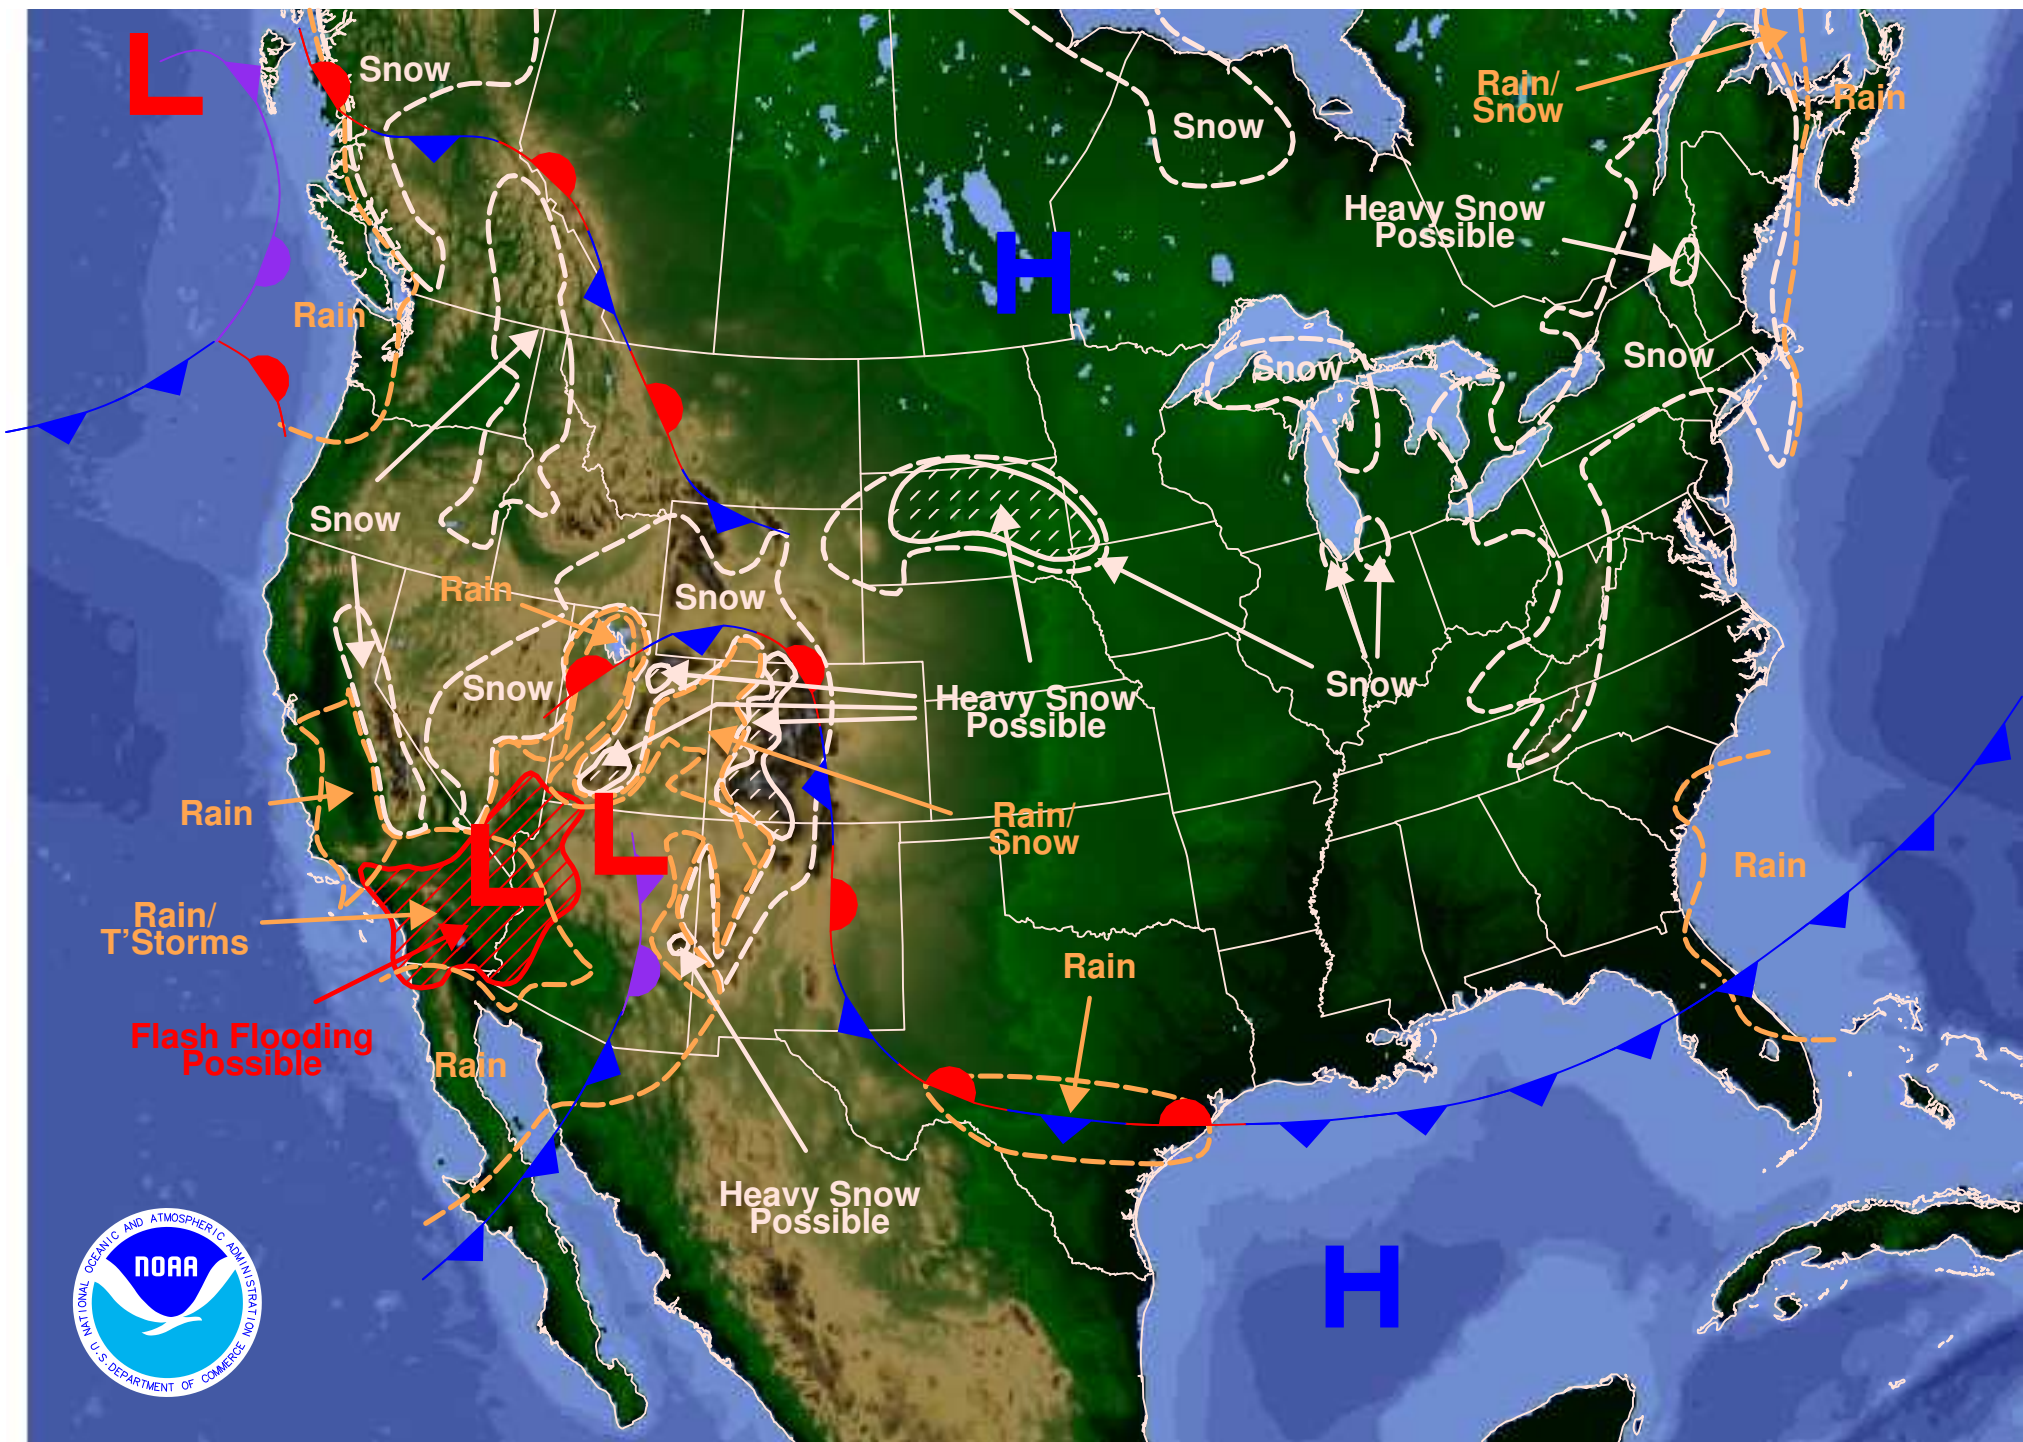 L
Snow
Rain/
Snow
Rain
Snow
Heavy Snow
Possible
H
Rain
Snow
Snow
Snow
Rain
Snow
Snow
Snow
Heavy Snow
Possible
Rain
Rain/
Snow
L
L
Rain
Rain/
T'Storms
Rain
Flash Flooding
Possible
Rain
Heavy Snow
Possible
H
NATIONAL OCEANIC AND ATMOSPHERIC ADMINISTRATION
NOAA
U.S. DEPARTMENT OF COMMERCE